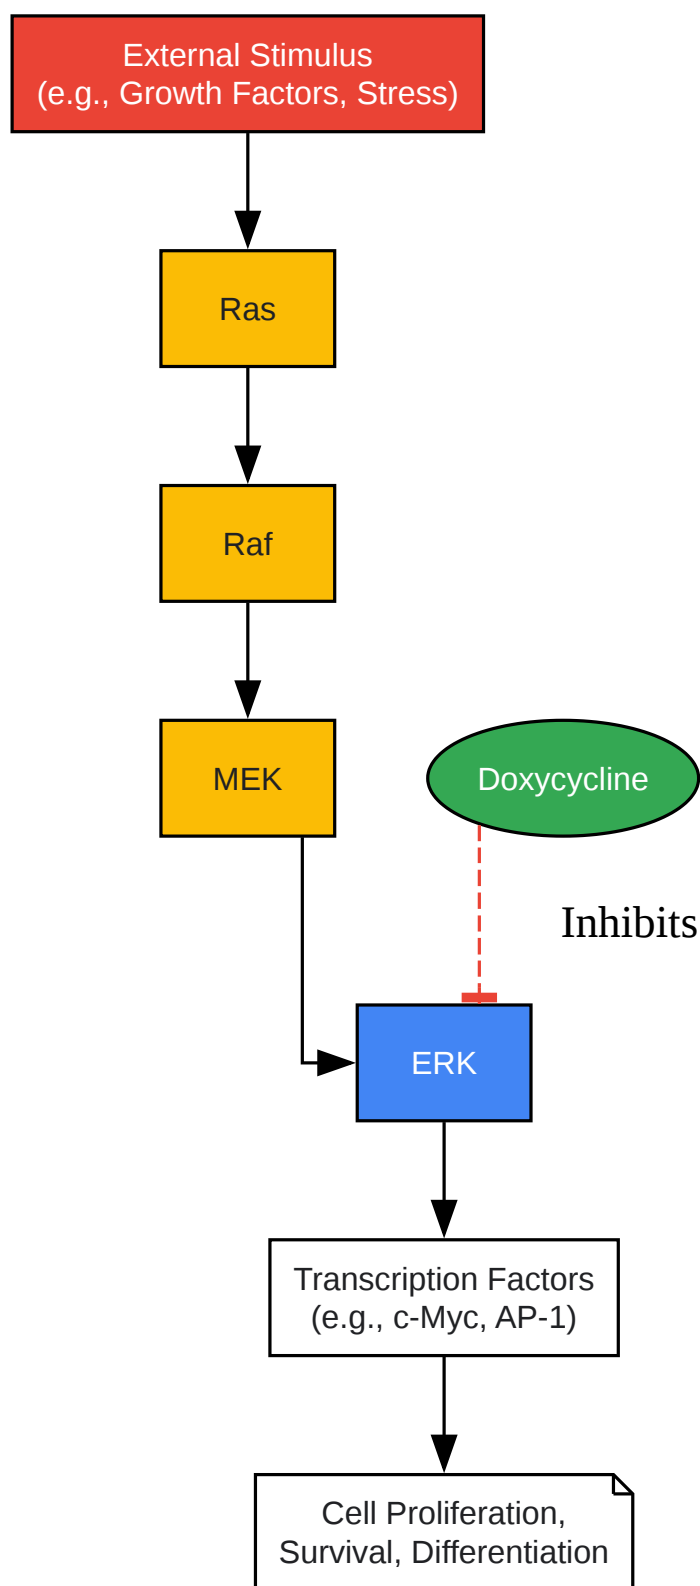 External Stimulus
(e.g., Growth Factors, Stress)
Ras
Raf
MEK
Doxycycline
Inhibits
ERK
Transcription Factors
(e.g., c-Myc, AP-1)
Cell Proliferation,
Survival, Differentiation